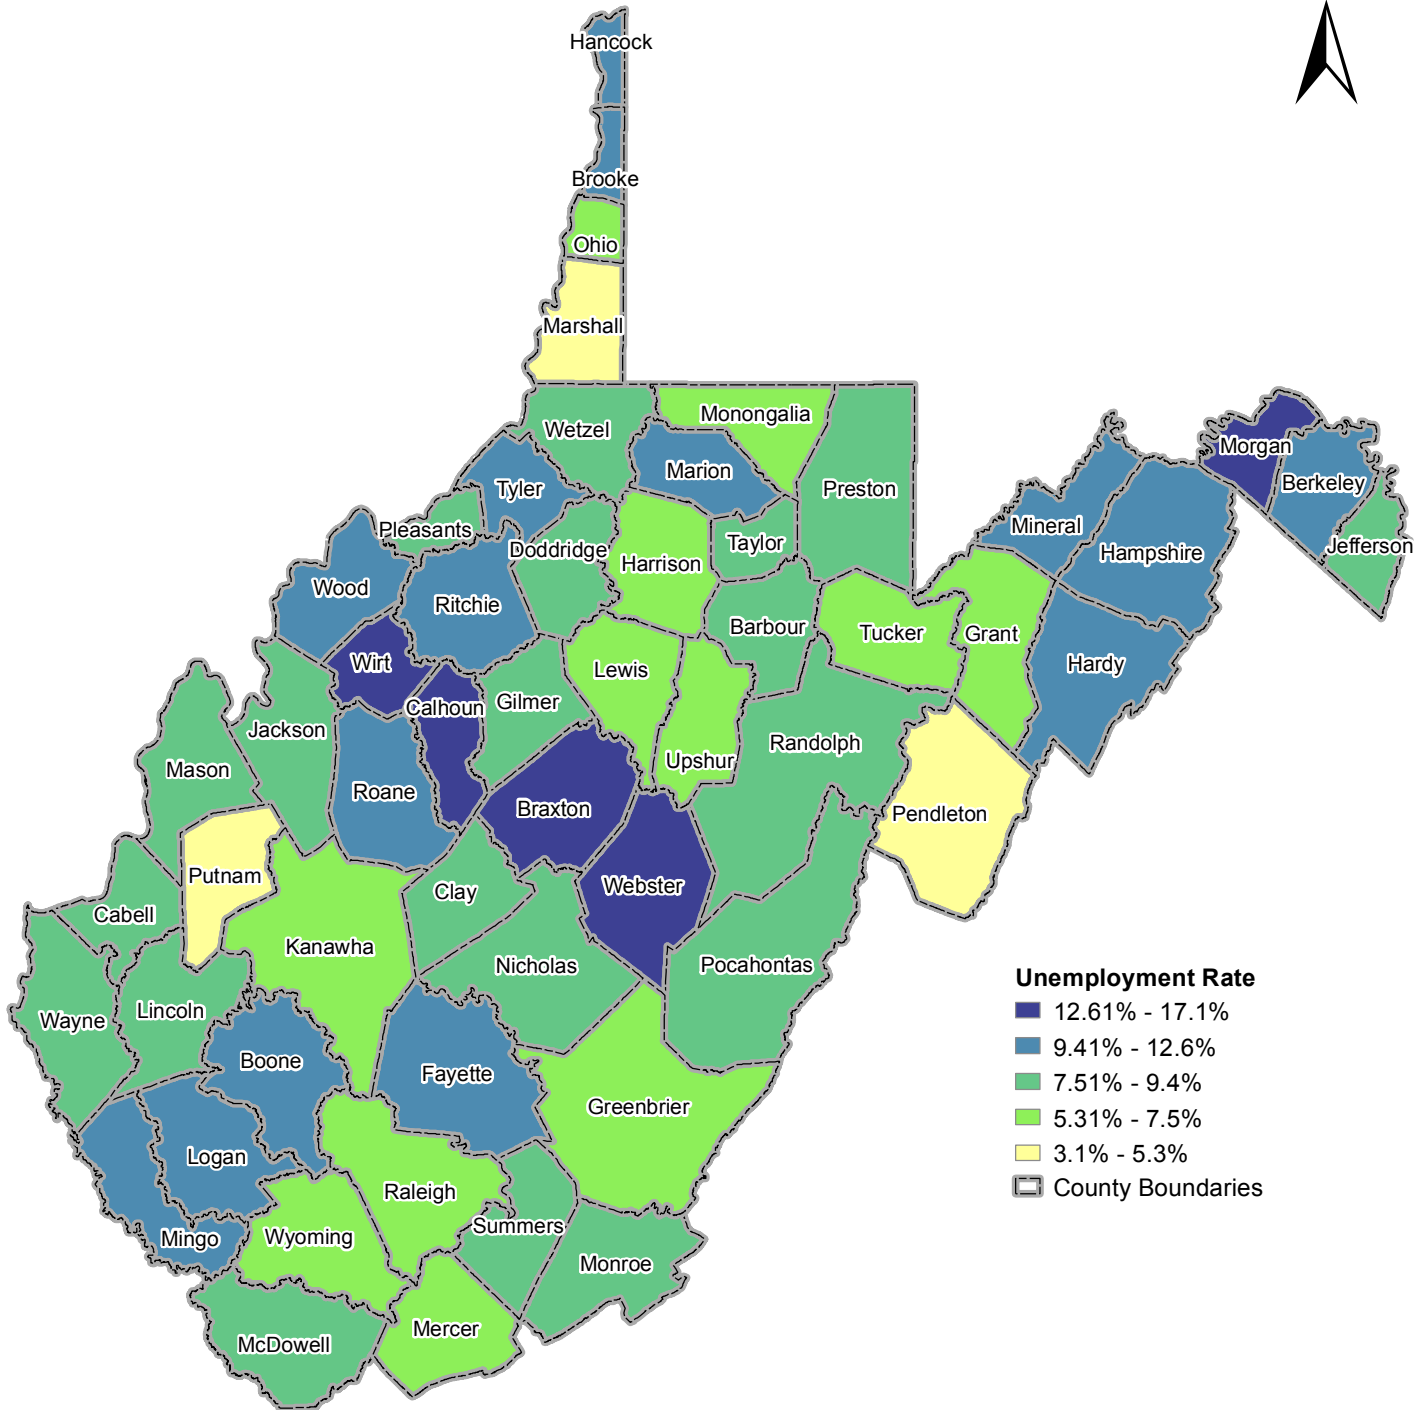 Hancock
Brooke
Ohio
Marshall
Wetzel
Monongalia
Marion
Preston
Tyler
Pleasants
Doddridge
Harrison
Taylor
Morgan
Berkeley
Jefferson
Mineral
Hampshire
Wood
Ritchie
Barbour
Tucker
Grant
Hardy
Wirt
Lewis
Calhoun
Gilmer
Jackson
Randolph
Upshur
Mason
Roane
Braxton
Pendleton
Putnam
Clay
Webster
Cabell
Kanawha
Nicholas
Pocahontas
Wayne
Lincoln
Boone
Fayette
Greenbrier
Logan
Raleigh
Summers
Mingo
Wyoming
Monroe
Mercer
McDowell
Unemployment Rate
12.61% - 17.1%
9.41% - 12.6%
7.51% - 9.4%
5.31% - 7.5%
3.1% - 5.3%
County Boundaries